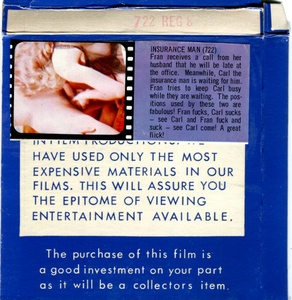 722 REG 8
INSURANCE MAN (722)
Fran receives a call from her
husband that he will be late at
the office. Meanwhile, Carl the
insurance man is waiting for him.
Fran tries to keep Carl busy
while they are waiting. The pos-
itions used by these two are
fabulous! Fran fucks, Carl sucks
— see Carl and Fran fuck and
suck — see Carl come! A great
flick!
IN FILM PRODUCTIONS. WE
HAVE USED ONLY THE MOST
EXPENSIVE MATERIALS IN OUR
FILMS. THIS WILL ASSURE YOU
THE EPITOME OF VIEWING
ENTERTAINMENT AVAILABLE.
The purchase of this film is
a good investment on your part
as it will be a collectors item.